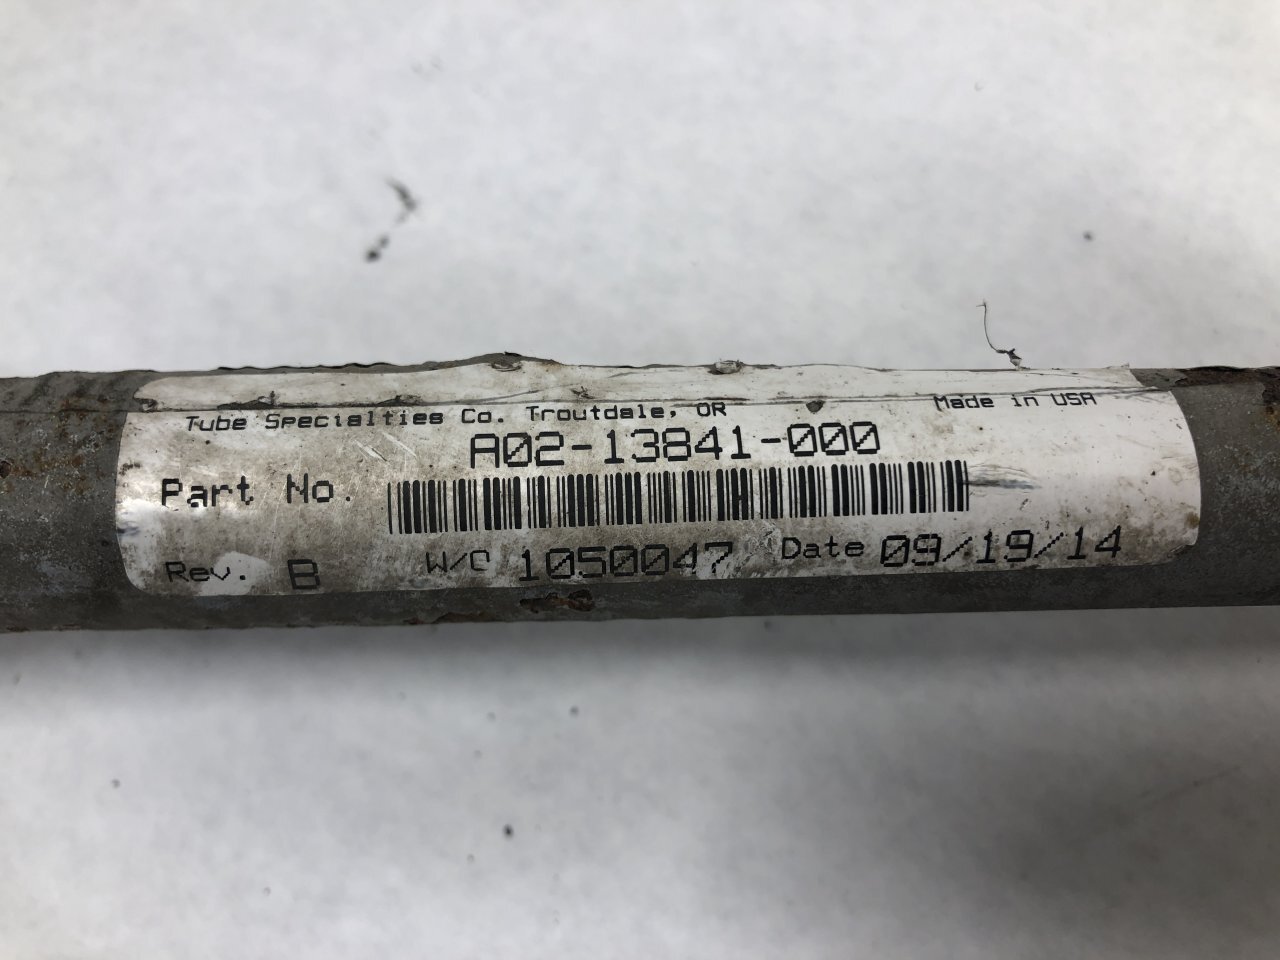 Tube Specialties Co. Troutdale, OR Made in USA
A02-13841-000
Part No.
Rev. B W/O 1050047 Date 09/19/14